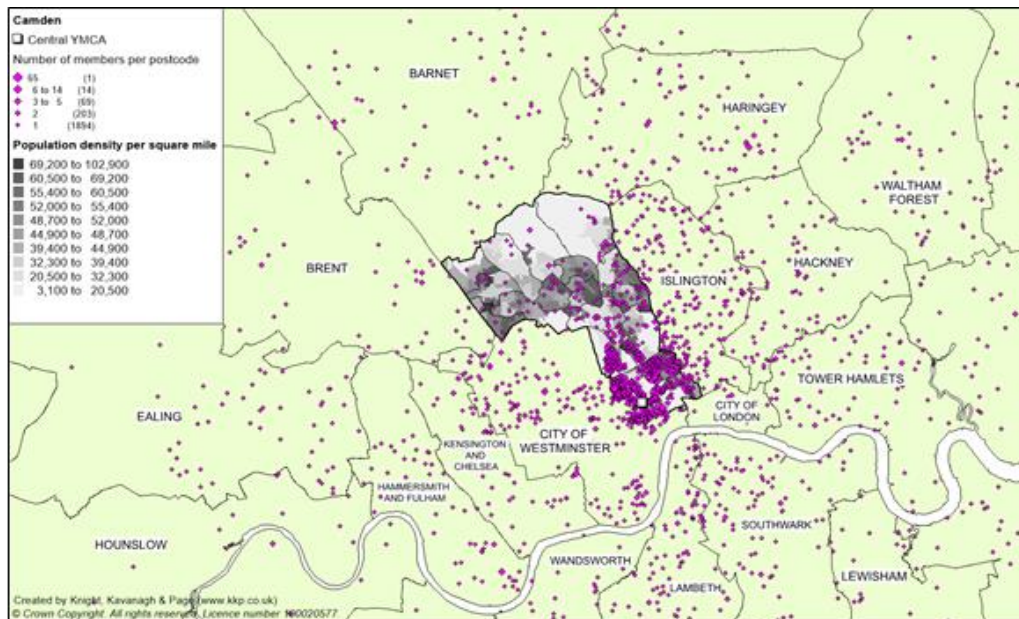 Camden
Central YMCA
Number of members per postcode
65 (1)
6 to 14 (14)
3 to 5 (69)
2 (203)
1 (1894)
Population density per square mile
69,200 to 102,900
60,500 to 69,200
55,400 to 60,500
52,000 to 55,400
48,700 to 52,000
44,900 to 48,700
39,400 to 44,900
32,300 to 39,400
20,500 to 32,300
3,100 to 20,500
BARNET
HARINGEY
WALTHAM
FOREST
BRENT
ISLINGTON
HACKNEY
EALING
TOWER HAMLETS
CITY OF
LONDON
CITY OF
WESTMINSTER
KENSINGTON
AND
CHELSEA
HAMMERSMITH
AND FULHAM
SOUTHWARK
HOUNSLOW
WANDSWORTH
LAMBETH
LEWISHAM
Created by Knight, Kavanagh & Page (www.kkp.co.uk)
© Crown Copyright. All rights reserved. Licence number 100020577.